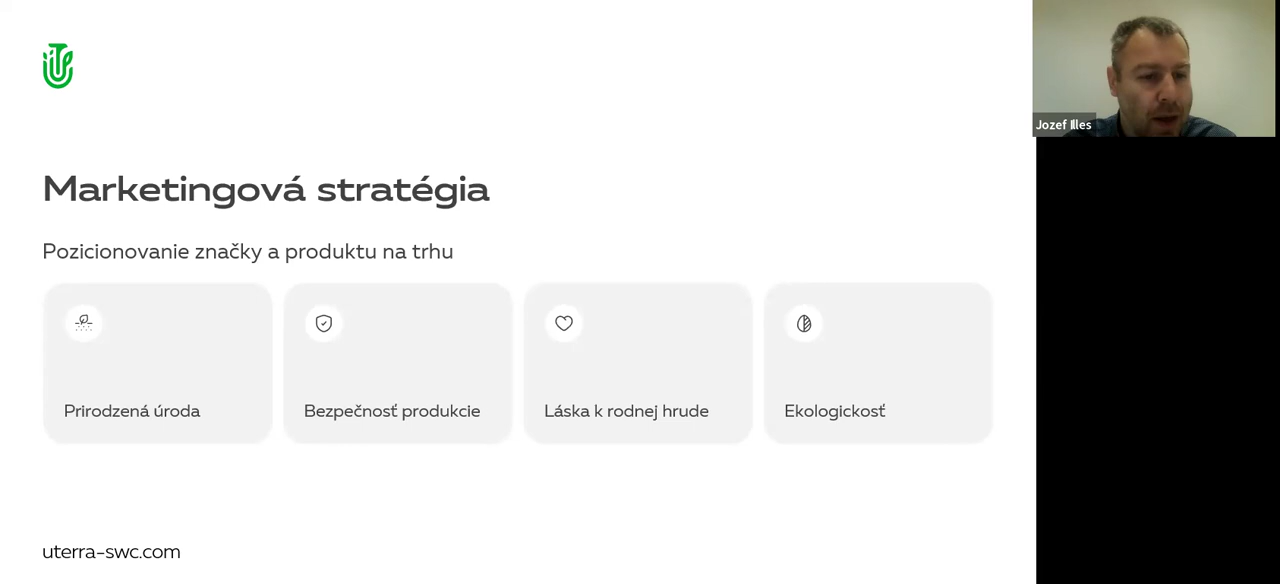 Jozef Illes
Marketingová stratégia
Pozicionovanie značky a produktu na trhu
Prirodzená úroda
Bezpečnosť produkcie
Láska k rodnej hrude
Ekologickosť
uterra-swc.com